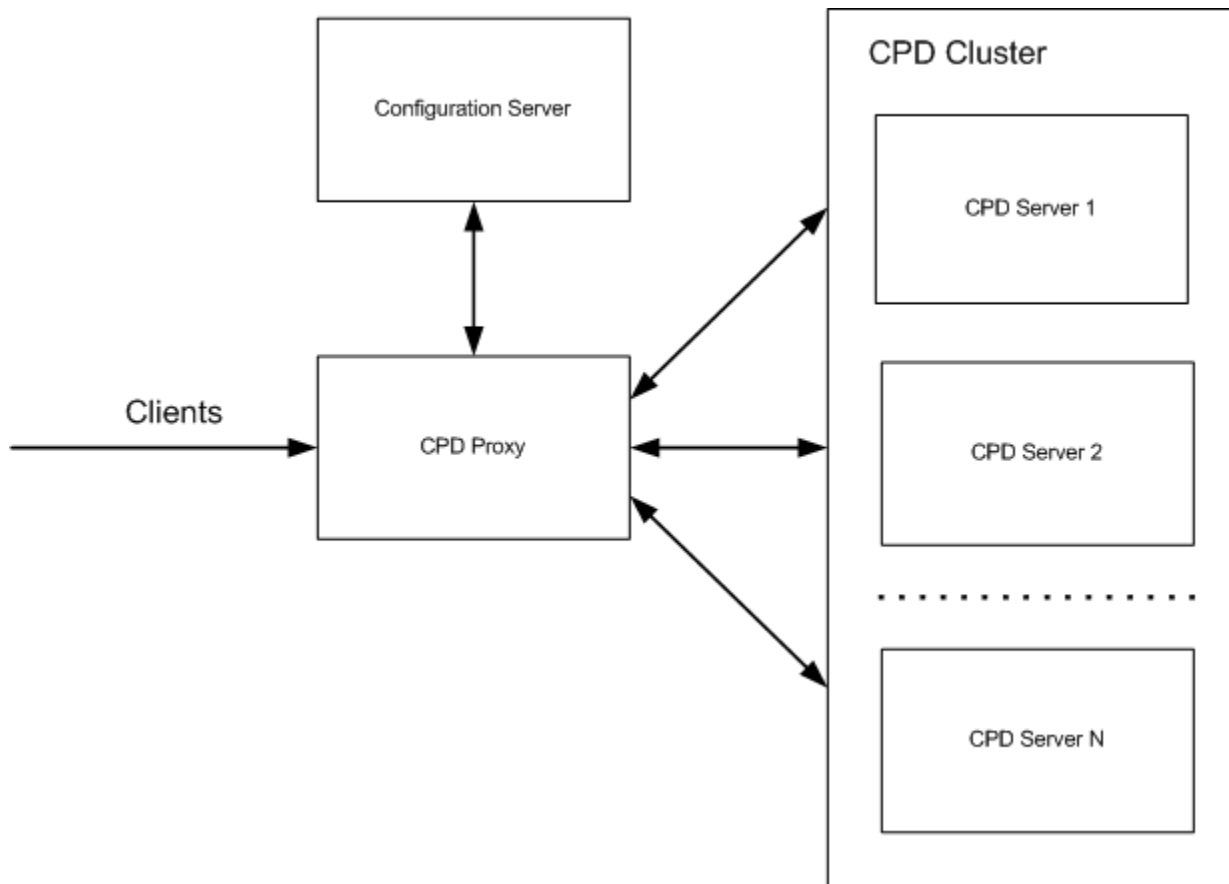 CPD Cluster
Configuration Server
CPD Server 1
Clients
CPD Proxy
CPD Server 2
CPD Server N